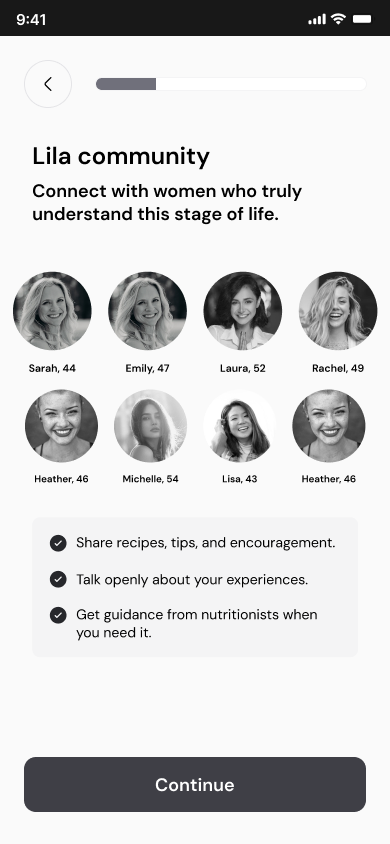 9:41
Lila community
Connect with women who truly
understand this stage of life.
Sarah, 44
Emily, 47
Laura, 52
Rachel, 49
Heather, 46
Michelle, 54
Lisa, 43
Heather, 46
Share recipes, tips, and encouragement.
Talk openly about your experiences.
Get guidance from nutritionists when
you need it.
Continue